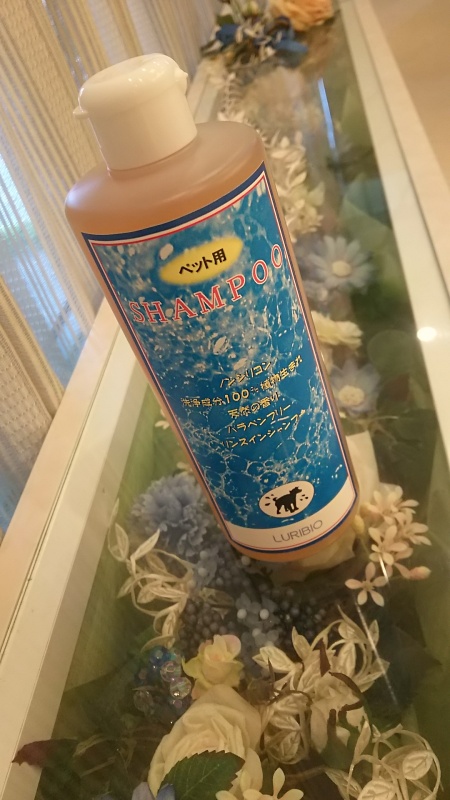 ペット用
SHAMPOO
ノンシリコン
洗浄成分100%植物生まれ
天然の香り
パラベンフリー
リンスインシャンプー
LURIBIO